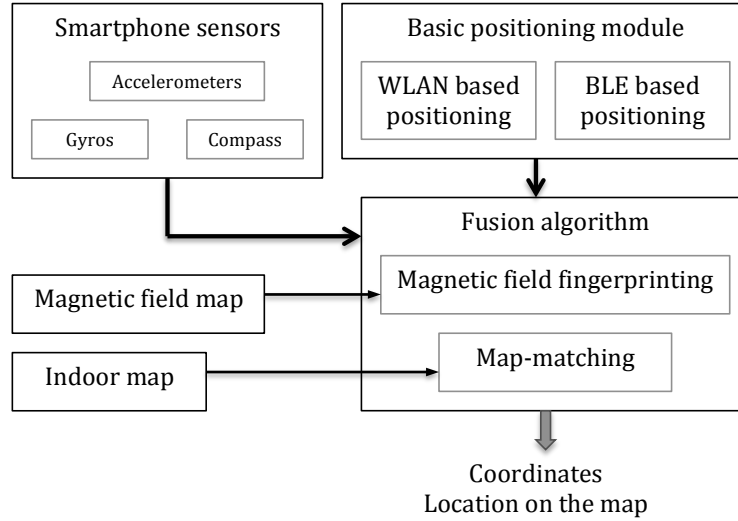 Smartphone sensors
Accelerometers
Gyros
Compass
Basic positioning module
WLAN based
positioning
BLE based
positioning
Fusion algorithm
Magnetic field fingerprinting
Magnetic field map
Map-matching
Indoor map
Coordinates
Location on the map